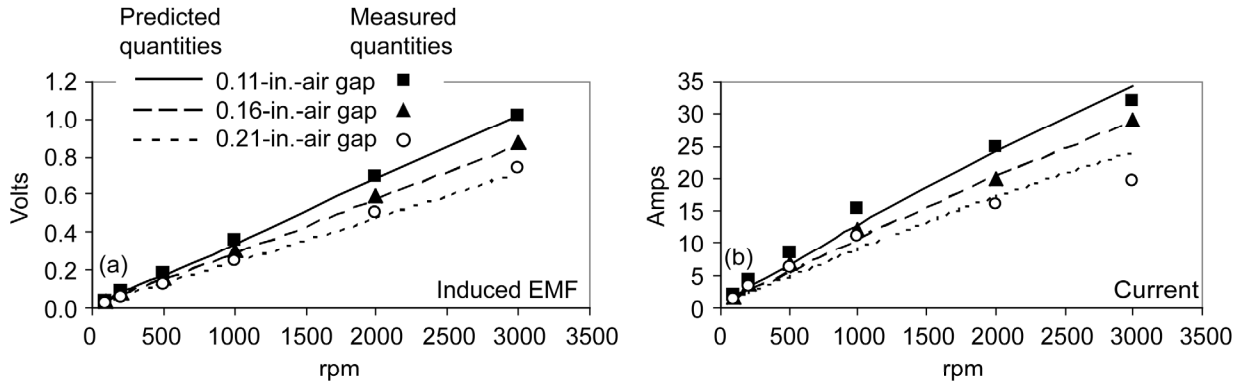 Predicted quantities
Measured quantities
0.11-in.-air gap
0.16-in.-air gap
0.21-in.-air gap
1.2
1.0
0.8
0.6
0.4
0.2
0.0
Volts
(a)
Induced EMF
0 500 1000 1500 2000 2500 3000 3500
rpm
35
30
25
20
15
10
5
0
Amps
(b)
Current
0 500 1000 1500 2000 2500 3000 3500
rpm